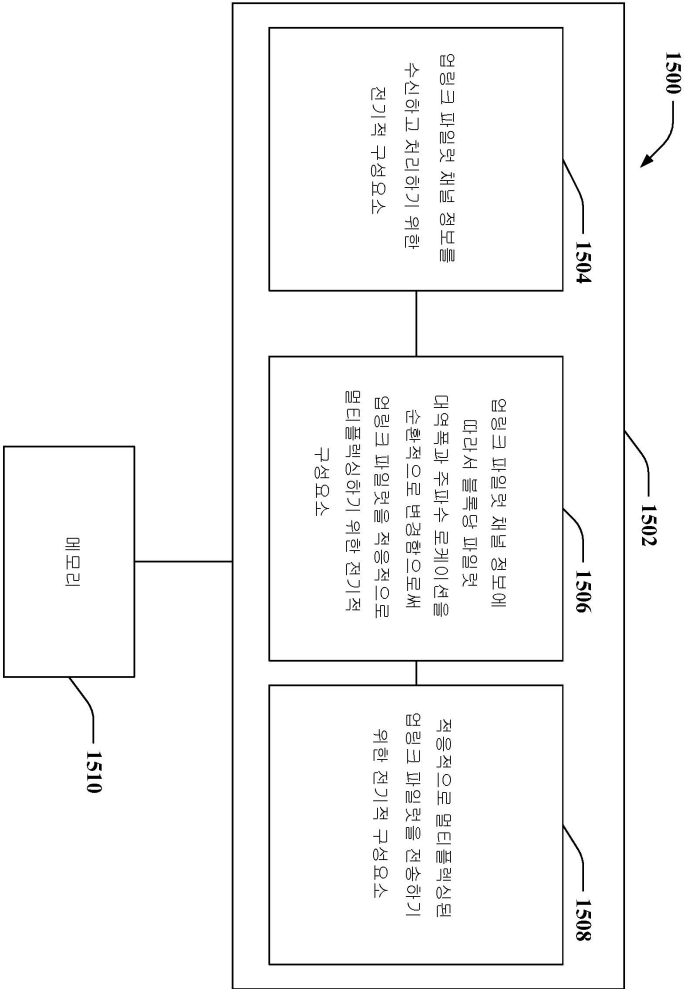 1500
1502
1504
업링크 파일럿 채널 정보를
수신하고 처리하기 위한
전기적 구성요소
1506
업링크 파일럿 채널 정보에
따라서 블록당 파일럿
대역폭과 주파수 로케이션을
순환적으로 변경함으로써
업링크 파일럿을 적응적으로
멀티플렉싱하기 위한 전기적
구성요소
1508
적응적으로 멀티플렉싱된
업링크 파일럿을 전송하기
위한 전기적 구성요소
메모리
1510